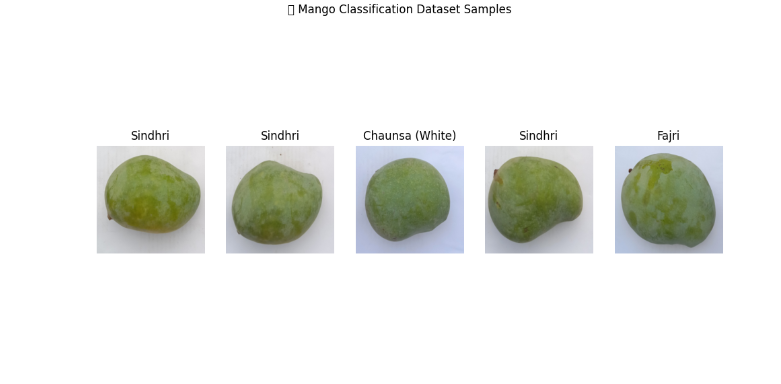 Mango Classification Dataset Samples
Sindhri
Sindhri
Chaunsa (White)
Sindhri
Fajri